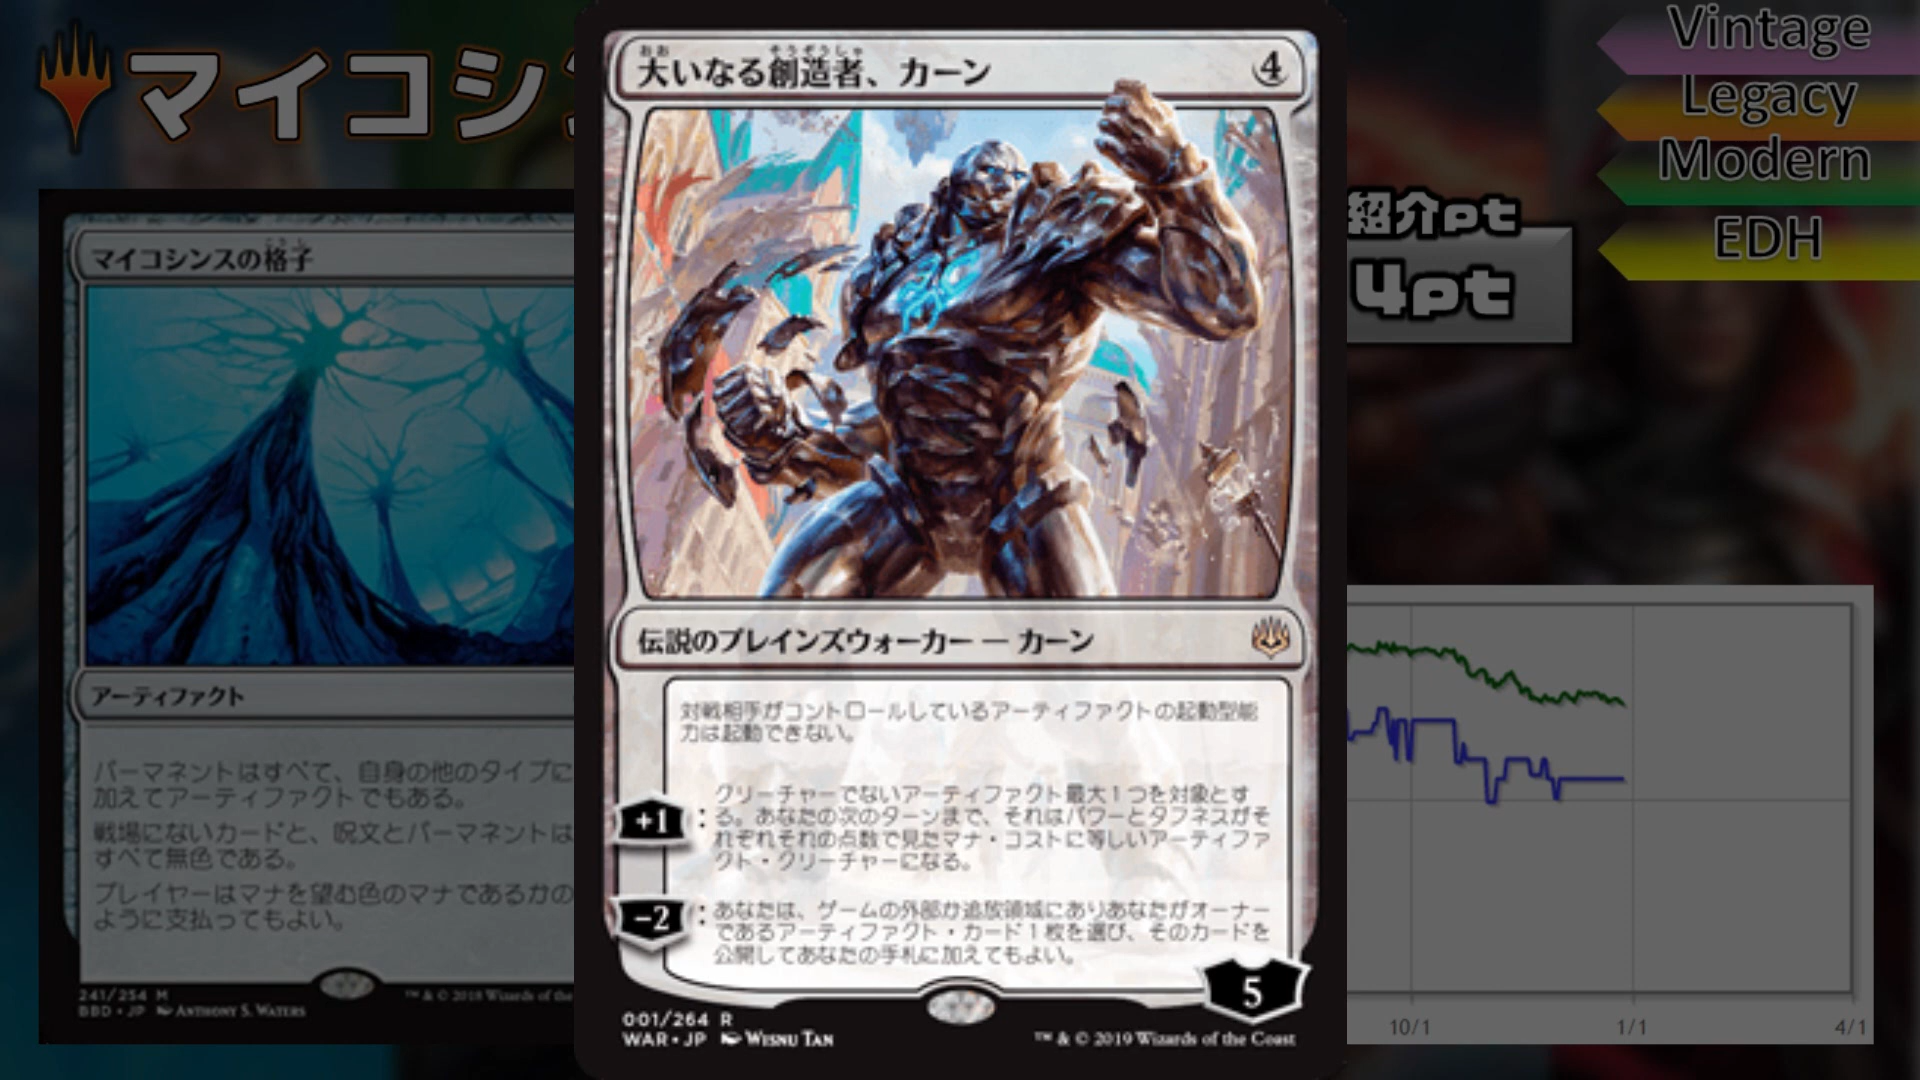 マイコシン
マイコシンスの格子
アーティファクト
パーマネントはすべて、自身の他のタイプに
加えてアーティファクトでもある。
戦場にないカードと、呪文とパーマネントは
すべて無色である。
プレイヤーはマナを望む色のマナであるかの
ように支払ってもよい。
241/254 M
BBD • JP ANTHONY S. WATERS
™ & © 2018 Wizards of the
おお そうぞうしゃ
大いなる創造者、カーン 4
伝説のプレインズウォーカー — カーン
対戦相手がコントロールしているアーティファクトの起動型能
力は起動できない。
+1 : クリーチャーでないアーティファクト最大1つを対象とす
る。あなたの次のターンまで、それはパワーとタフネスがそ
れぞれその点数で見たマナ・コストに等しいアーティファ
クト・クリーチャーになる。
-2 : あなたは、ゲームの外部か追放領域にありあなたがオーナー
であるアーティファクト・カード1枚を選び、そのカードを
公開してあなたの手札に加えてもよい。
5
001/264 R
WAR • JP WISNU TAN
™ & © 2019 Wizards of the Coast
Vintage
Legacy
Modern
EDH
紹介pt
4pt
10/1 1/1 4/1